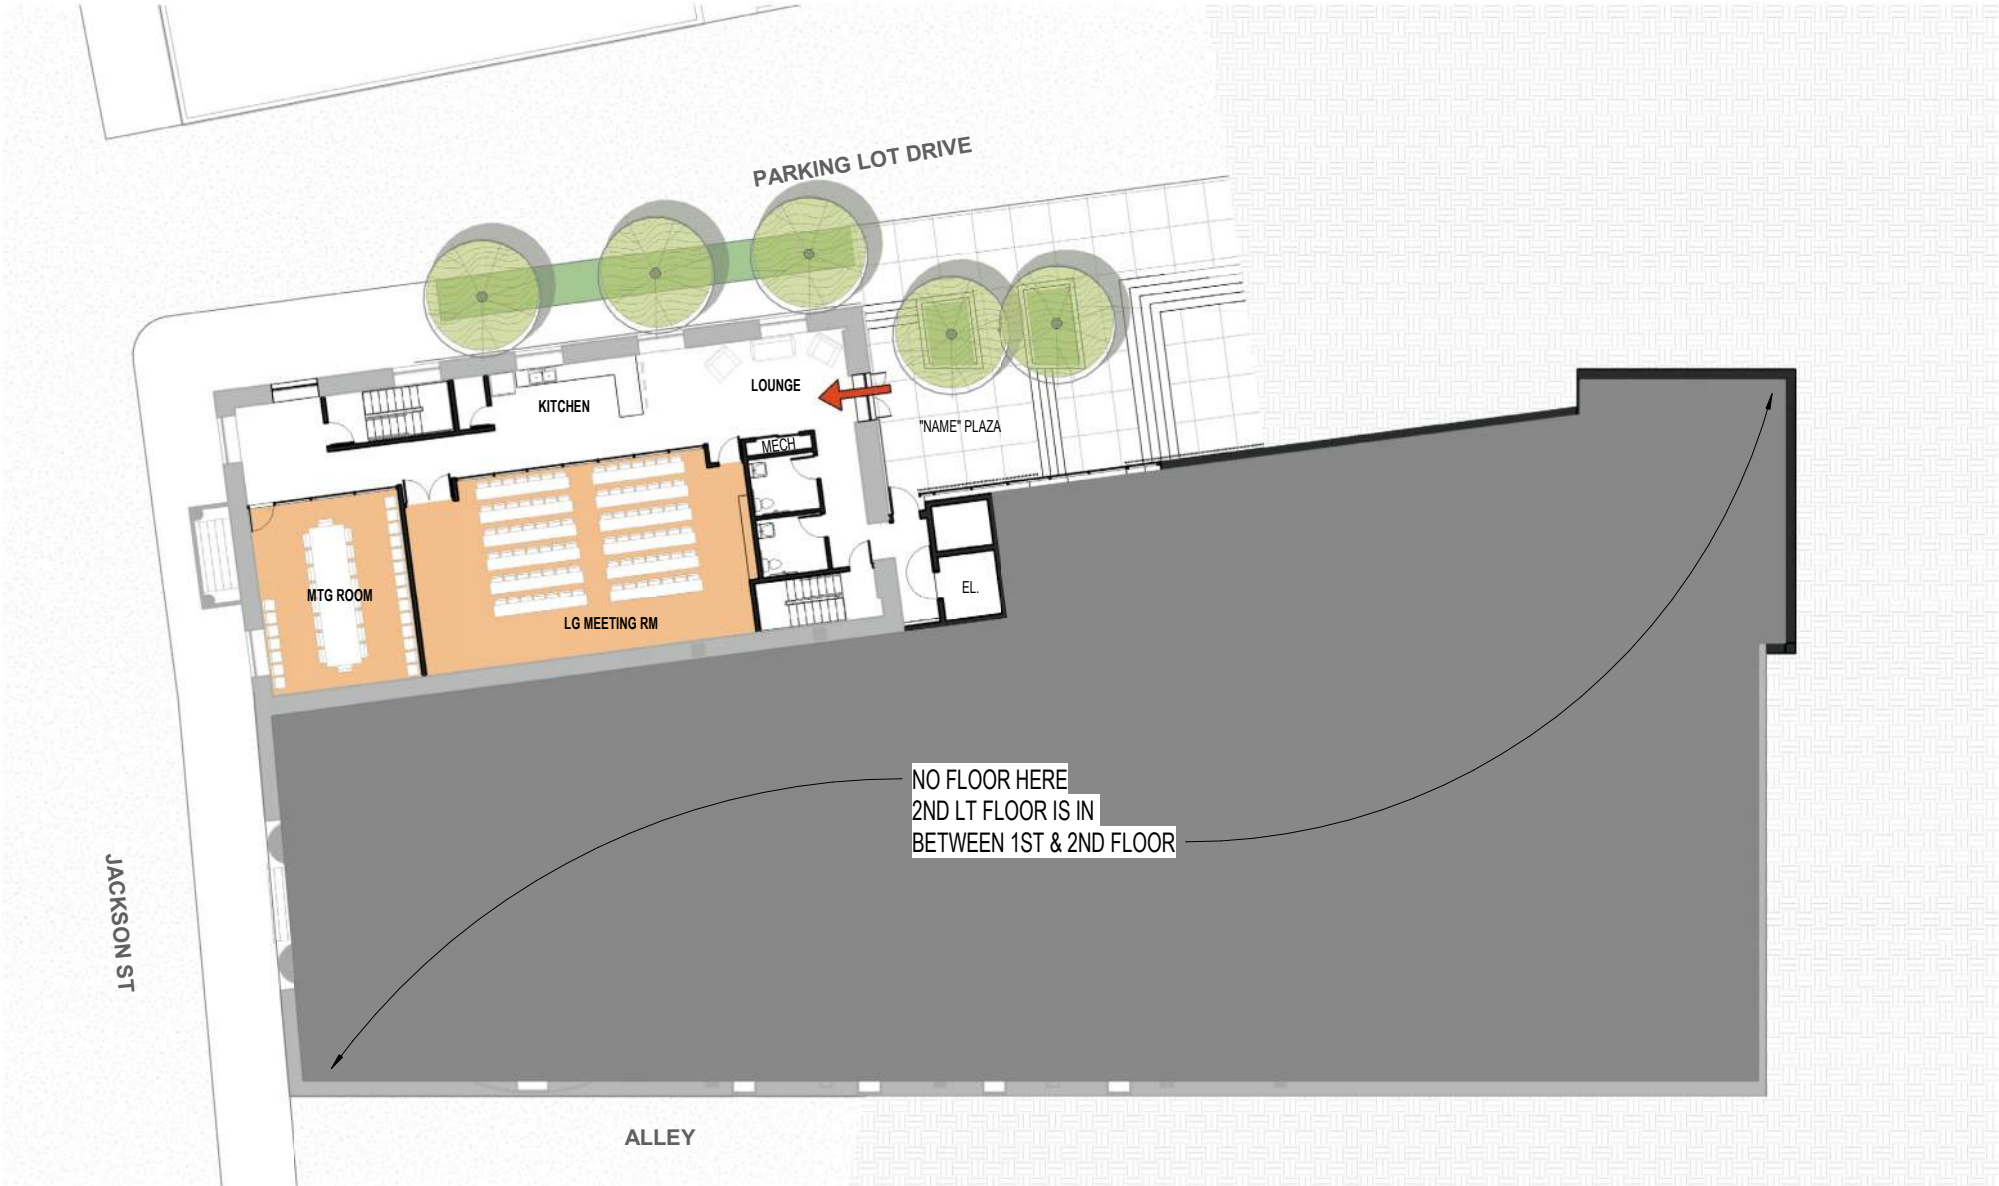 PARKING LOT DRIVE
LOUNGE
KITCHEN
"NAME" PLAZA
MECH
EL.
MTG ROOM
LG MEETING RM
NO FLOOR HERE
2ND LT FLOOR IS IN
BETWEEN 1ST & 2ND FLOOR
JACKSON ST
ALLEY